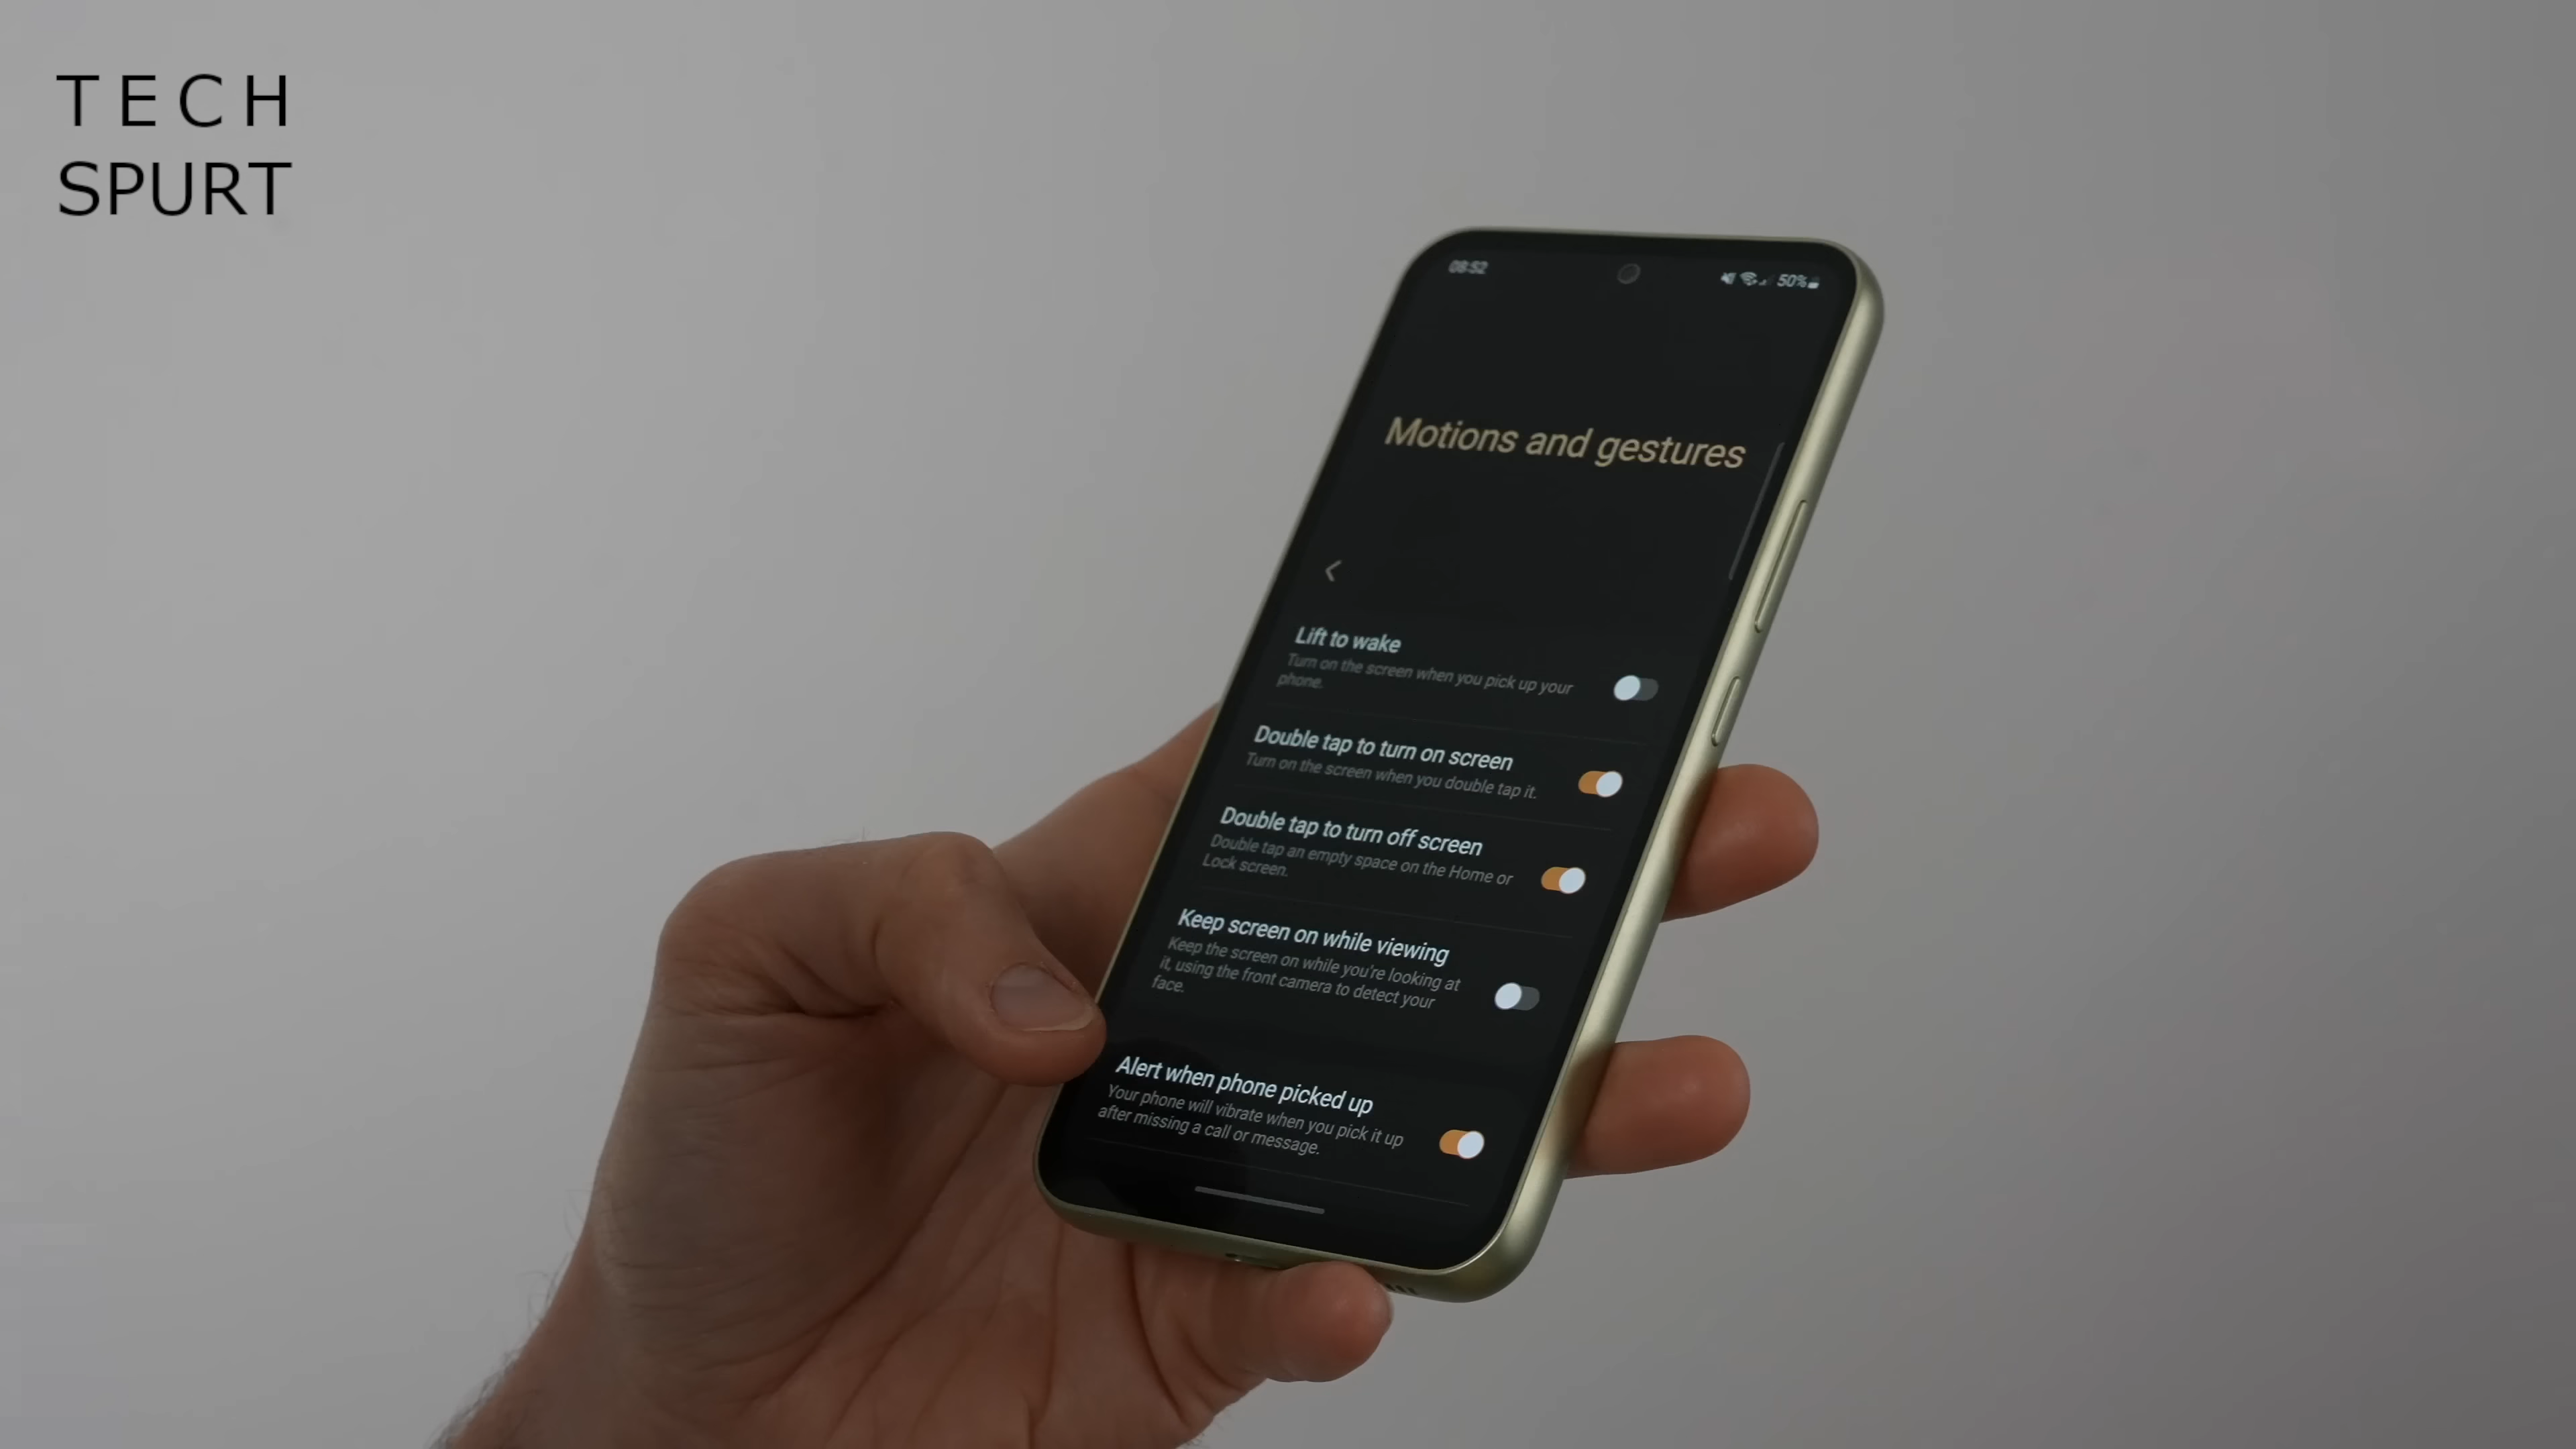 TECH
SPURT
08:52
50%
Motions and gestures
Lift to wake
Turn on the screen when you pick up your
phone.
Double tap to turn on screen
Turn on the screen when you double tap it.
Double tap to turn off screen
Double tap an empty space on the Home or
Lock screen.
Keep screen on while viewing
Keep the screen on while you're looking at
it, using the front camera to detect your
face.
Alert when phone picked up
Your phone will vibrate when you pick it up
after missing a call or message.